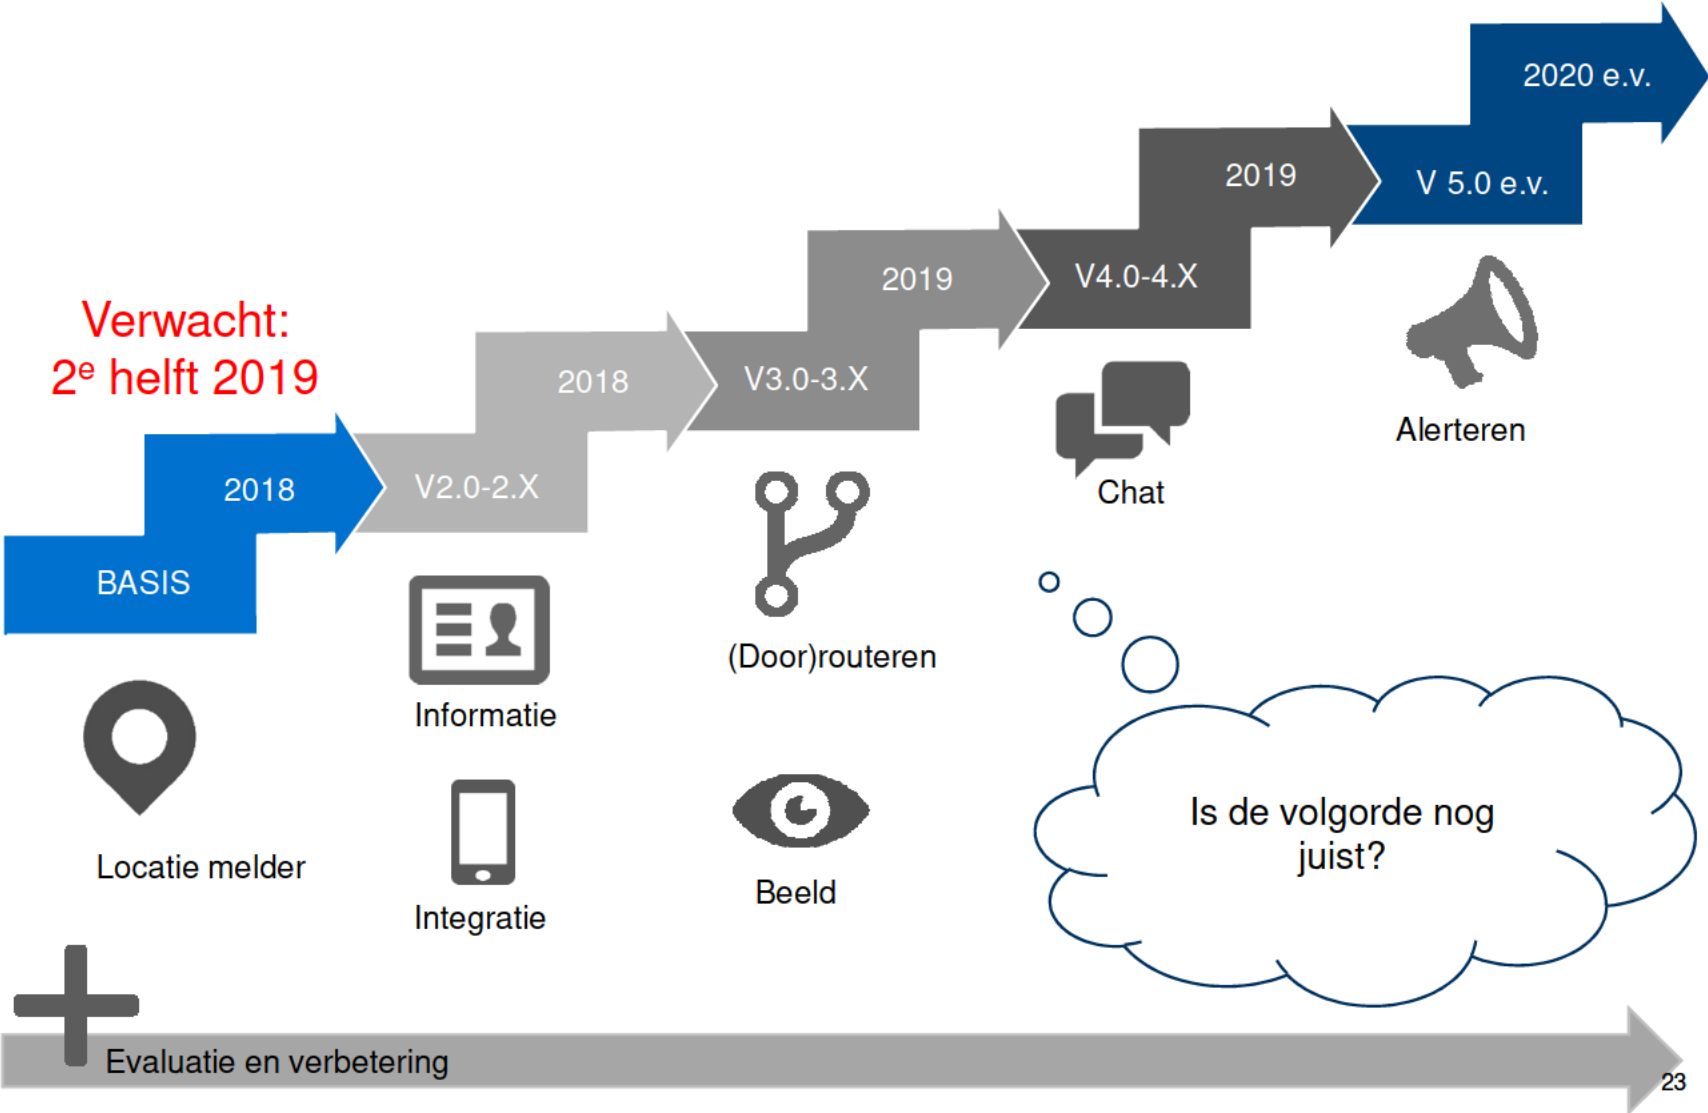 2020 e.v.
V 5.0 e.v.
2019
V4.0-4.X
2019
V3.0-3.X
2018
V2.0-2.X
2018
BASIS
Verwacht:
2e helft 2019
Locatie melder
Informatie
Integratie
(Door)routeren
Beeld
Chat
Alerteren
Is de volgorde nog
juist?
Evaluatie en verbetering
23